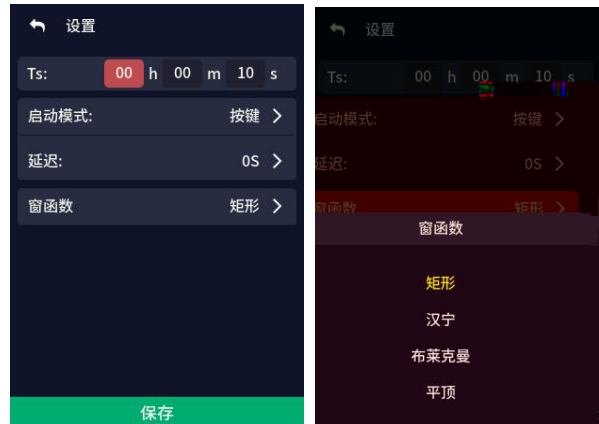 设置
Ts: 00 h 00 m 10 s
启动模式: 按键
延迟: 0S
窗函数 矩形
保存
设置
Ts: 00 h 00 m 10 s
启动模式: 按键
延迟: 0S
窗函数 矩形
窗函数
矩形
汉宁
布莱克曼
平顶